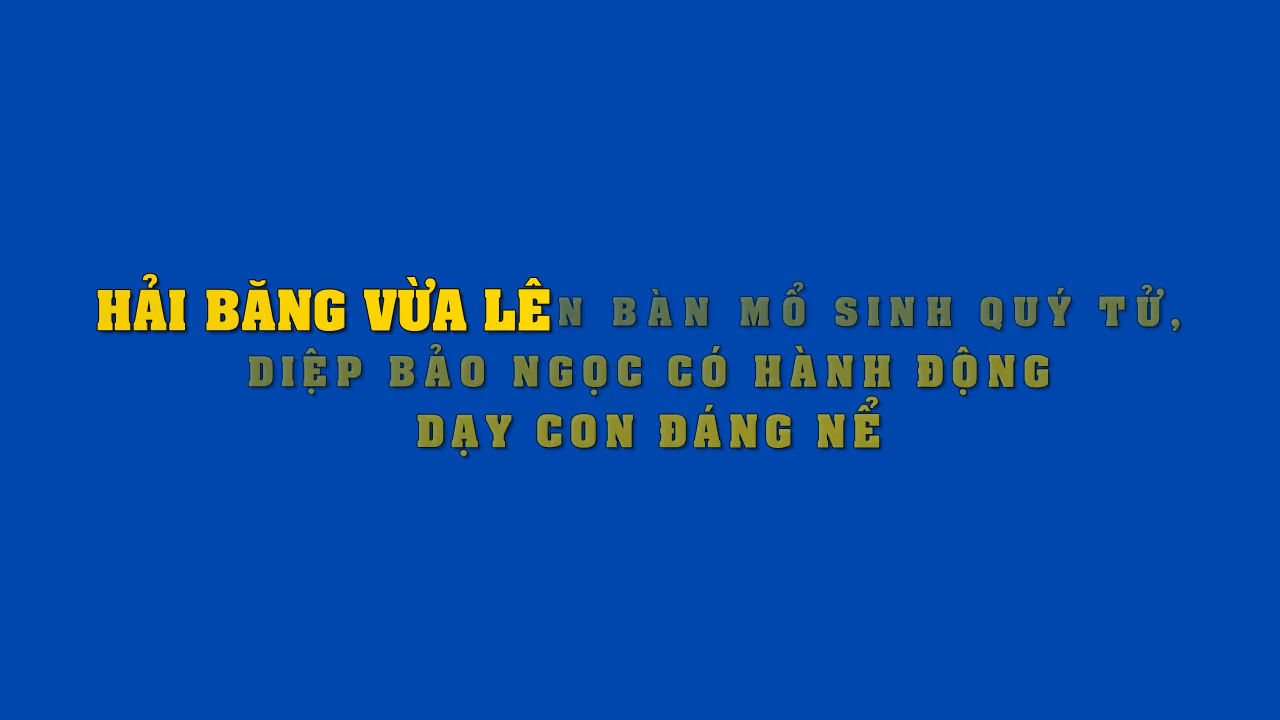 HẢI BĂNG VỪA LÊN BÀN MỔ SINH QUÝ TỬ,
DIỆP BẢO NGỌC CÓ HÀNH ĐỘNG
DẠY CON ĐÁNG NỂ